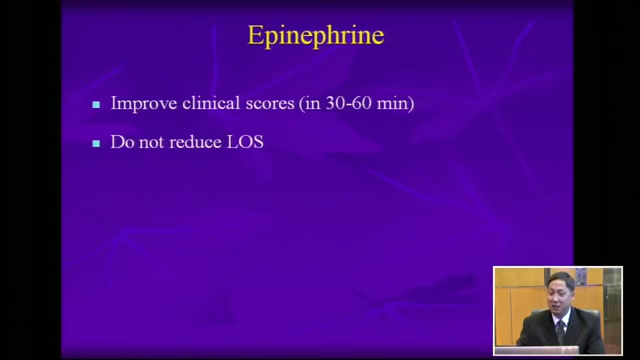 Epinephrine
Improve clinical scores (in 30-60 min)
Do not reduce LOS